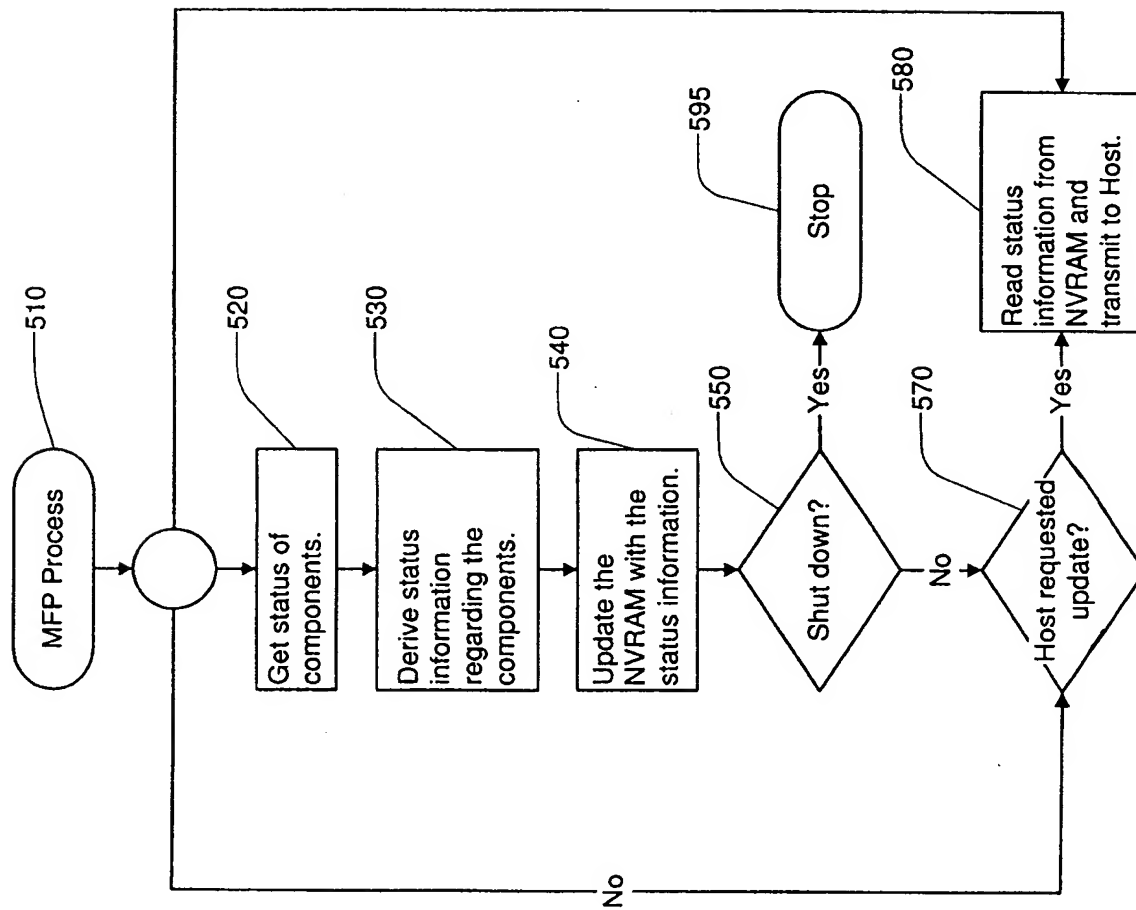 MFP Process
510
Get status of
components.
520
Derive status
information
regarding the
components.
530
Update the
NVRAM with the
status information.
540
Shut down?
550
Yes
Stop
595
No
Host requested
update?
570
Yes
Read status
information from
NVRAM and
transmit to Host.
580
No